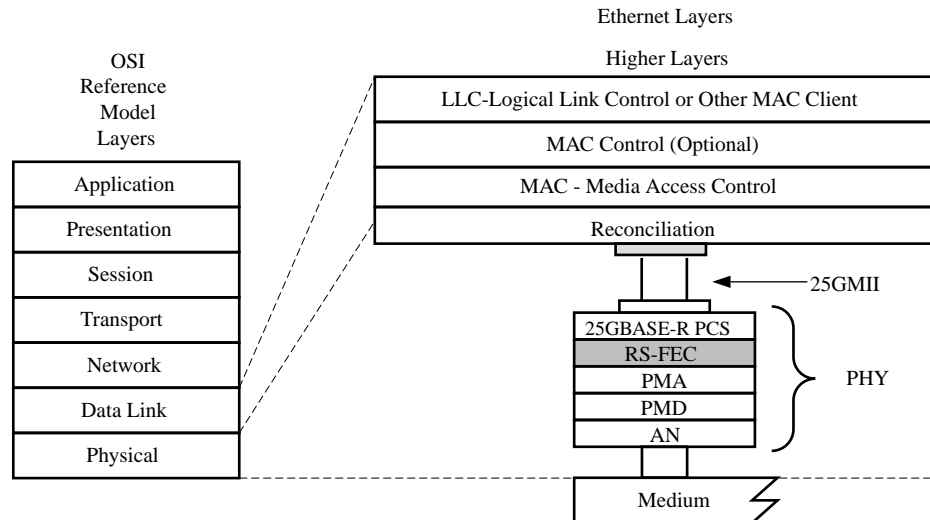 Ethernet Layers
OSI
Reference
Model
Layers
Higher Layers
LLC-Logical Link Control or Other MAC Client
MAC Control (Optional)
MAC - Media Access Control
Reconciliation
Application
Presentation
Session
Transport
Network
Data Link
Physical
25GMII
25GBASE-R PCS
RS-FEC
PMA
PMD
AN
PHY
Medium